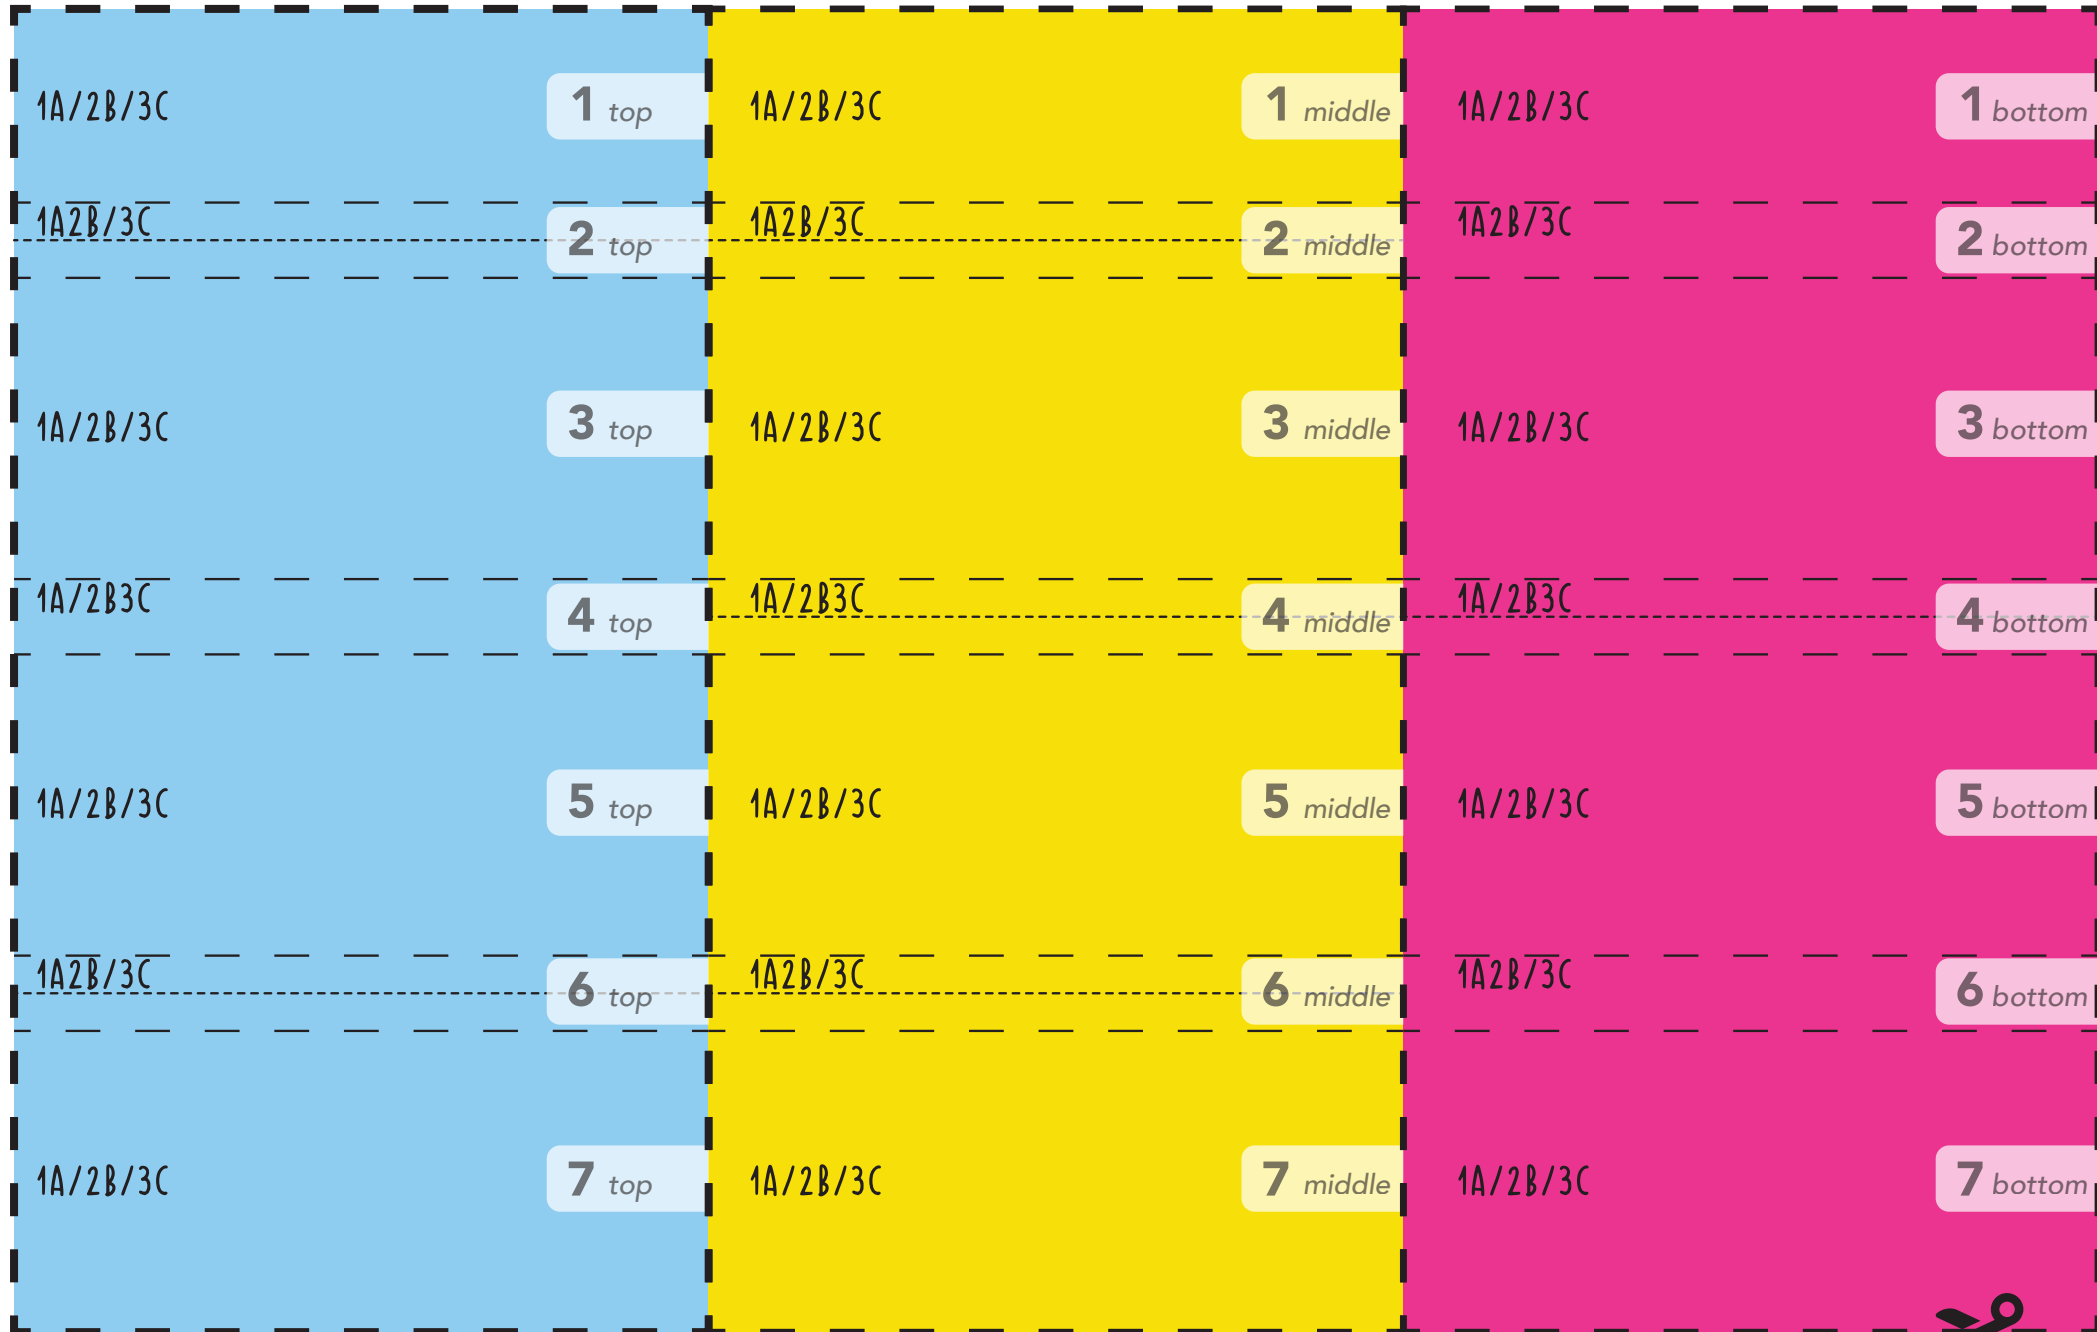 1A/2B/3C 1 top 1A/2B/3C 1 middle 1A/2B/3C 1 bottom
1A2B/3C 2 top 1A2B/3C 2 middle 1A2B/3C 2 bottom
1A/2B/3C 3 top 1A/2B/3C 3 middle 1A/2B/3C 3 bottom
1A/2B3C 4 top 1A/2B3C 4 middle 1A/2B3C 4 bottom
1A/2B/3C 5 top 1A/2B/3C 5 middle 1A/2B/3C 5 bottom
1A2B/3C 6 top 1A2B/3C 6 middle 1A2B/3C 6 bottom
1A/2B/3C 7 top 1A/2B/3C 7 middle 1A/2B/3C 7 bottom